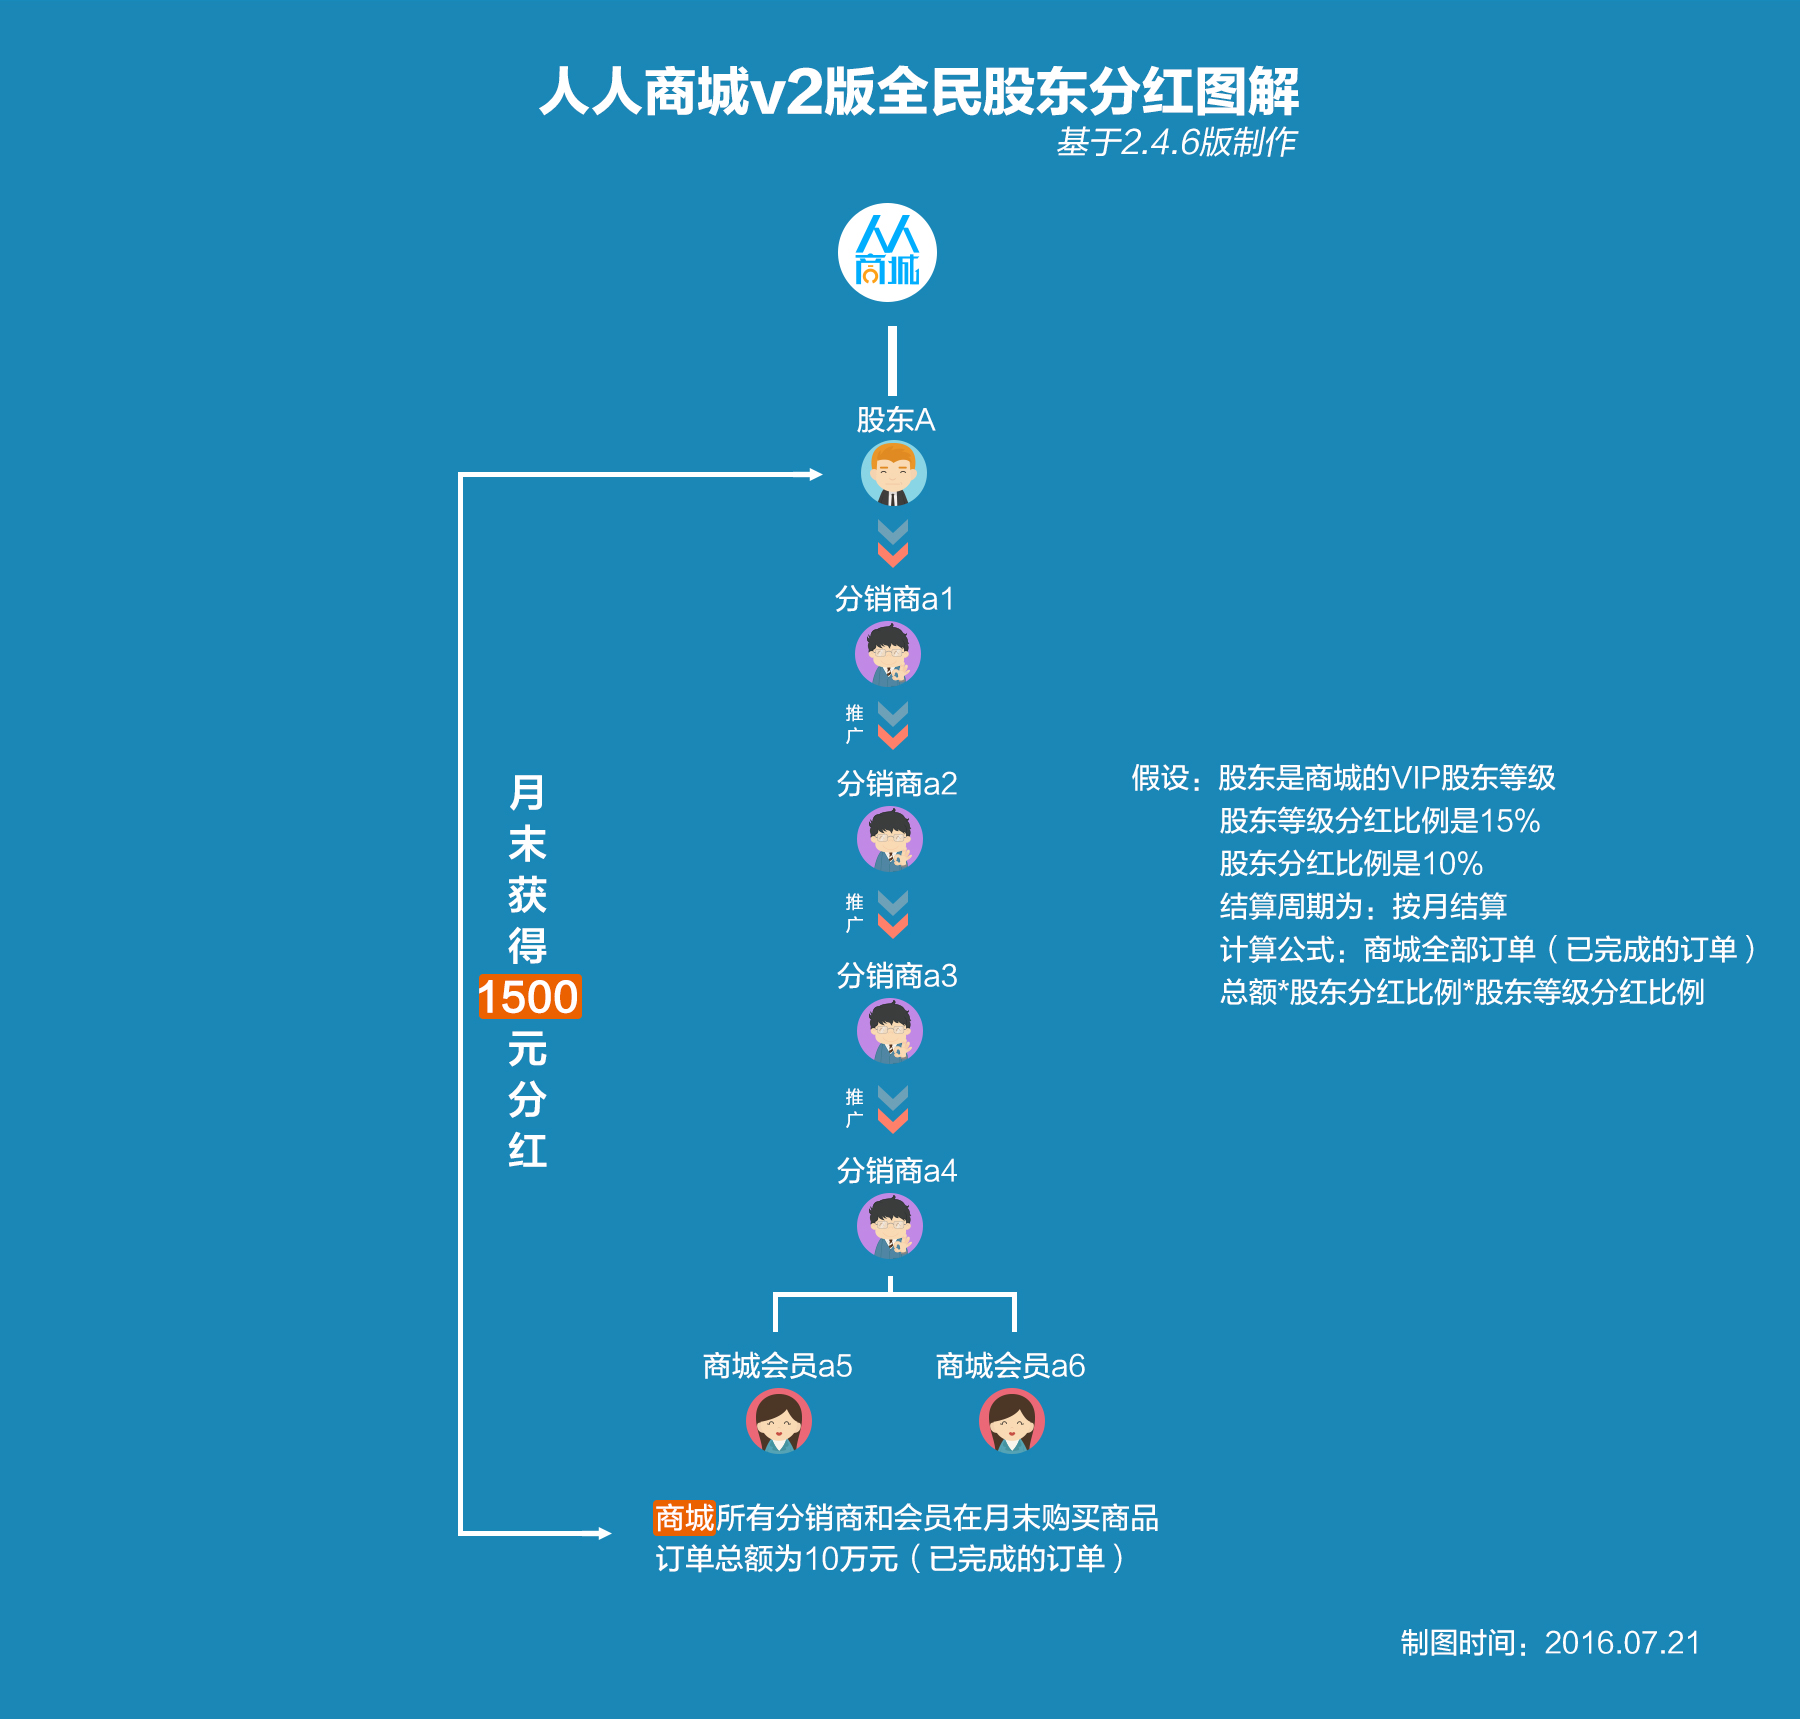 人人商城v2版全民股东分红图解
基于2.4.6版制作
人人
商城
股东A
分销商a1
推
广
分销商a2
推
广
分销商a3
推
广
分销商a4
商城会员a5
商城会员a6
月
末
获
得
1500
元
分
红
假设：股东是商城的VIP股东等级
股东等级分红比例是15%
股东分红比例是10%
结算周期为：按月结算
计算公式：商城全部订单（已完成的订单）
总额*股东分红比例*股东等级分红比例
商城所有分销商和会员在月末购买商品
订单总额为10万元（已完成的订单）
制图时间：2016.07.21